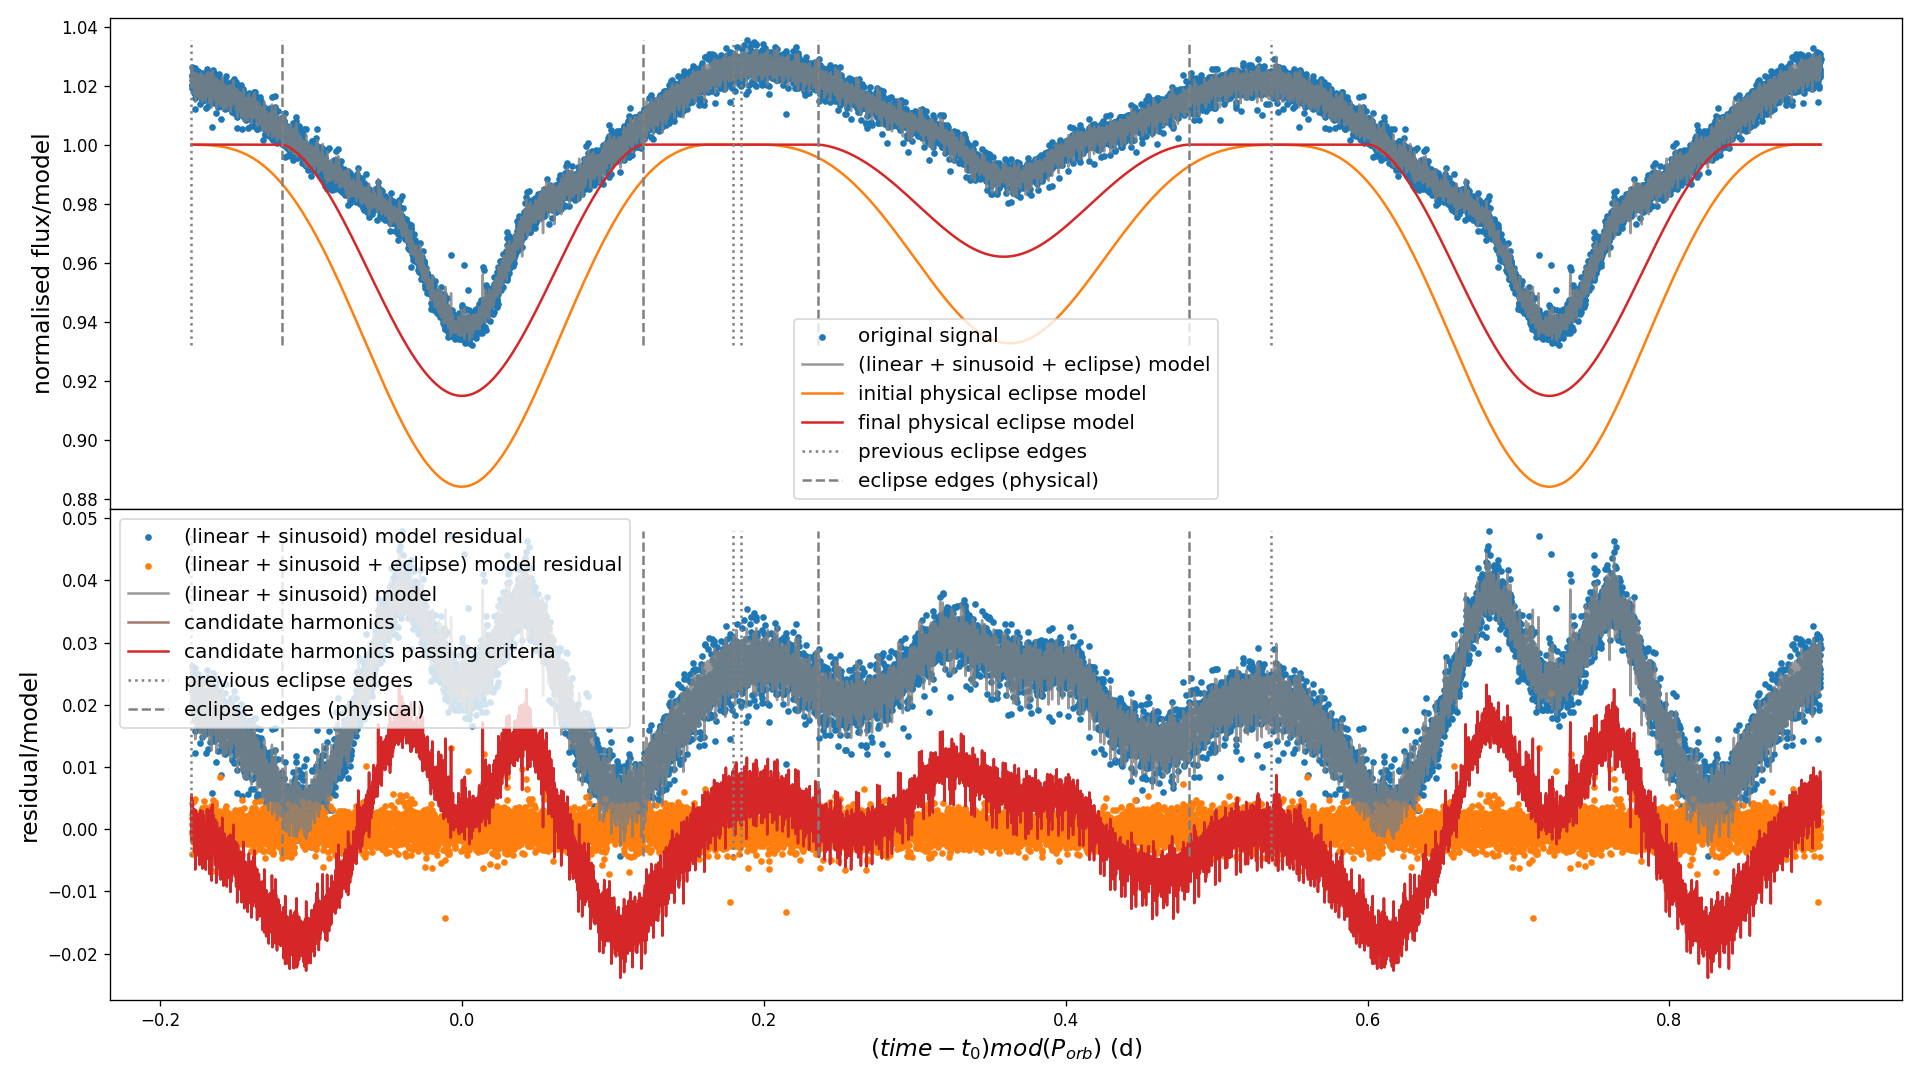 1.04
1.02
1.00
0.98
0.96
0.94
0.92
0.90
0.88
normalised flux/model
original signal
(linear + sinusoid + eclipse) model
initial physical eclipse model
final physical eclipse model
previous eclipse edges
eclipse edges (physical)
0.05
0.04
0.03
0.02
0.01
0.00
−0.01
−0.02
residual/model
(linear + sinusoid) model residual
(linear + sinusoid + eclipse) model residual
(linear + sinusoid) model
candidate harmonics
candidate harmonics passing criteria
previous eclipse edges
eclipse edges (physical)
−0.2 0.0 0.2 0.4 0.6 0.8
(time − t₀)mod(P_orb) (d)